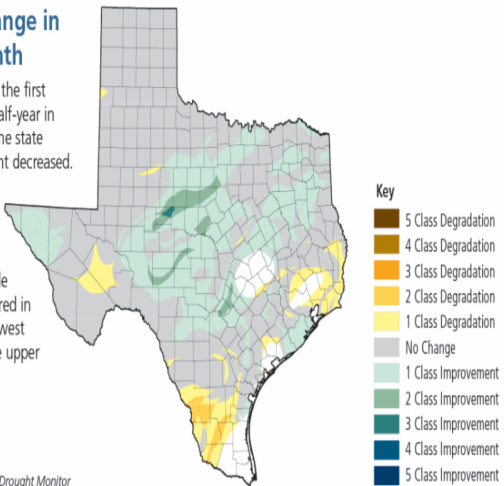 ange in
nth
the first
alf-year in
ne state
nt decreased.
le
red in
west
e upper
Drought Monitor
Key
5 Class Degradation
4 Class Degradation
3 Class Degradation
2 Class Degradation
1 Class Degradation
No Change
1 Class Improvement
2 Class Improvement
3 Class Improvement
4 Class Improvement
5 Class Improvement